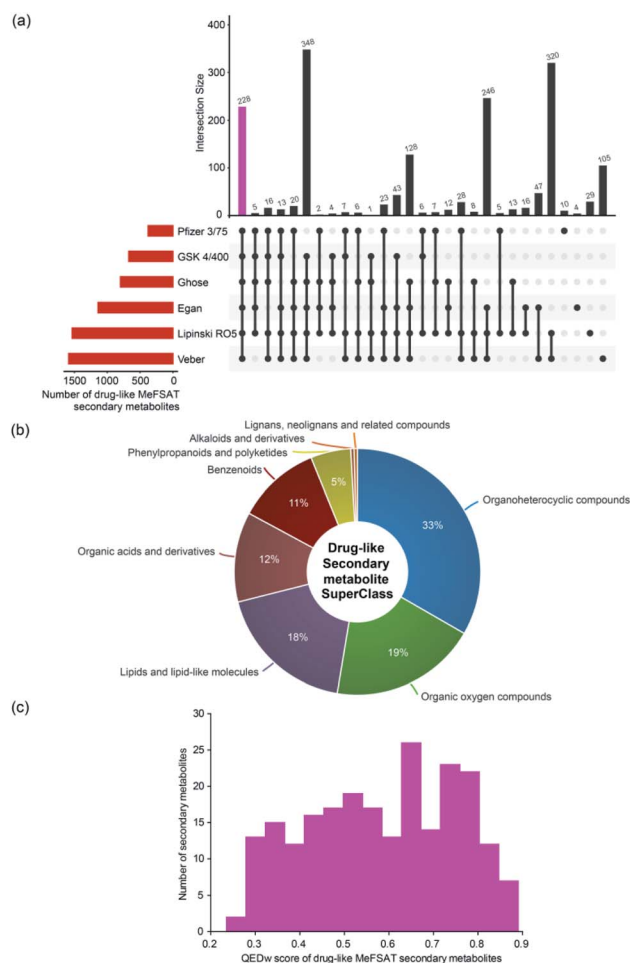 (a)
400
300
200
100
0
Intersection Size
228
5
16
13
20
348
2
4
7
6
1
23
43
128
6
7
12
28
8
246
5
13
16
47
320
10
4
29
105
Pfizer 3/75
GSK 4/400
Ghose
Egan
Lipinski RO5
Veber
1500 1000 500 0
Number of drug-like MeFSAT
secondary metabolites
(b)
Lignans, neolignans and related compounds
Alkaloids and derivatives
Phenylpropanoids and polyketides
Benzenoids
Organic acids and derivatives
Lipids and lipid-like molecules
Organoheterocyclic compounds
Organic oxygen compounds
5%
11%
33%
12%
18%
19%
Drug-like
Secondary
metabolite
SuperClass
(c)
30
25
20
15
10
5
0
Number of secondary metabolites
0.2 0.3 0.4 0.5 0.6 0.7 0.8 0.9
QEDw score of drug-like MeFSAT secondary metabolites